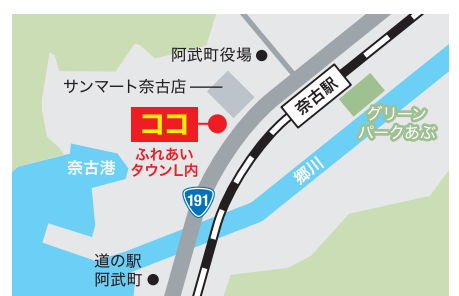 阿武町役場
サンマート奈古店
奈古駅
ココ
グリーン
パークあぶ
ふれあい
タウンL内
奈古港
郷川
191
道の駅
阿武町